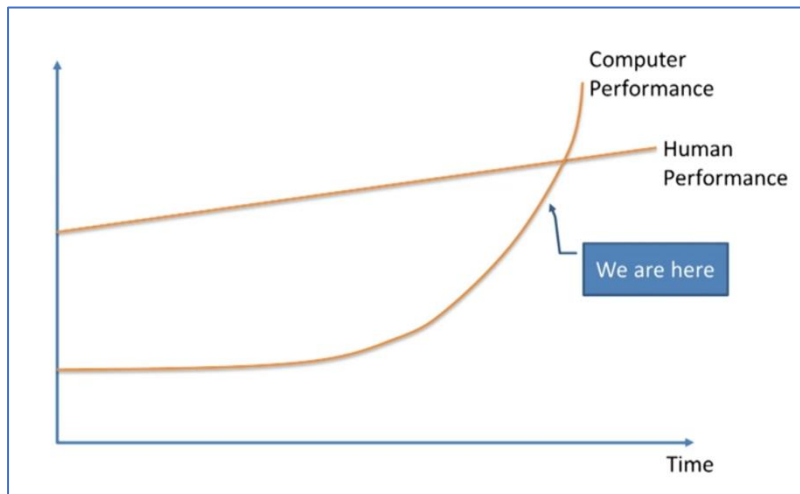 Computer
Performance
Human
Performance
We are here
Time